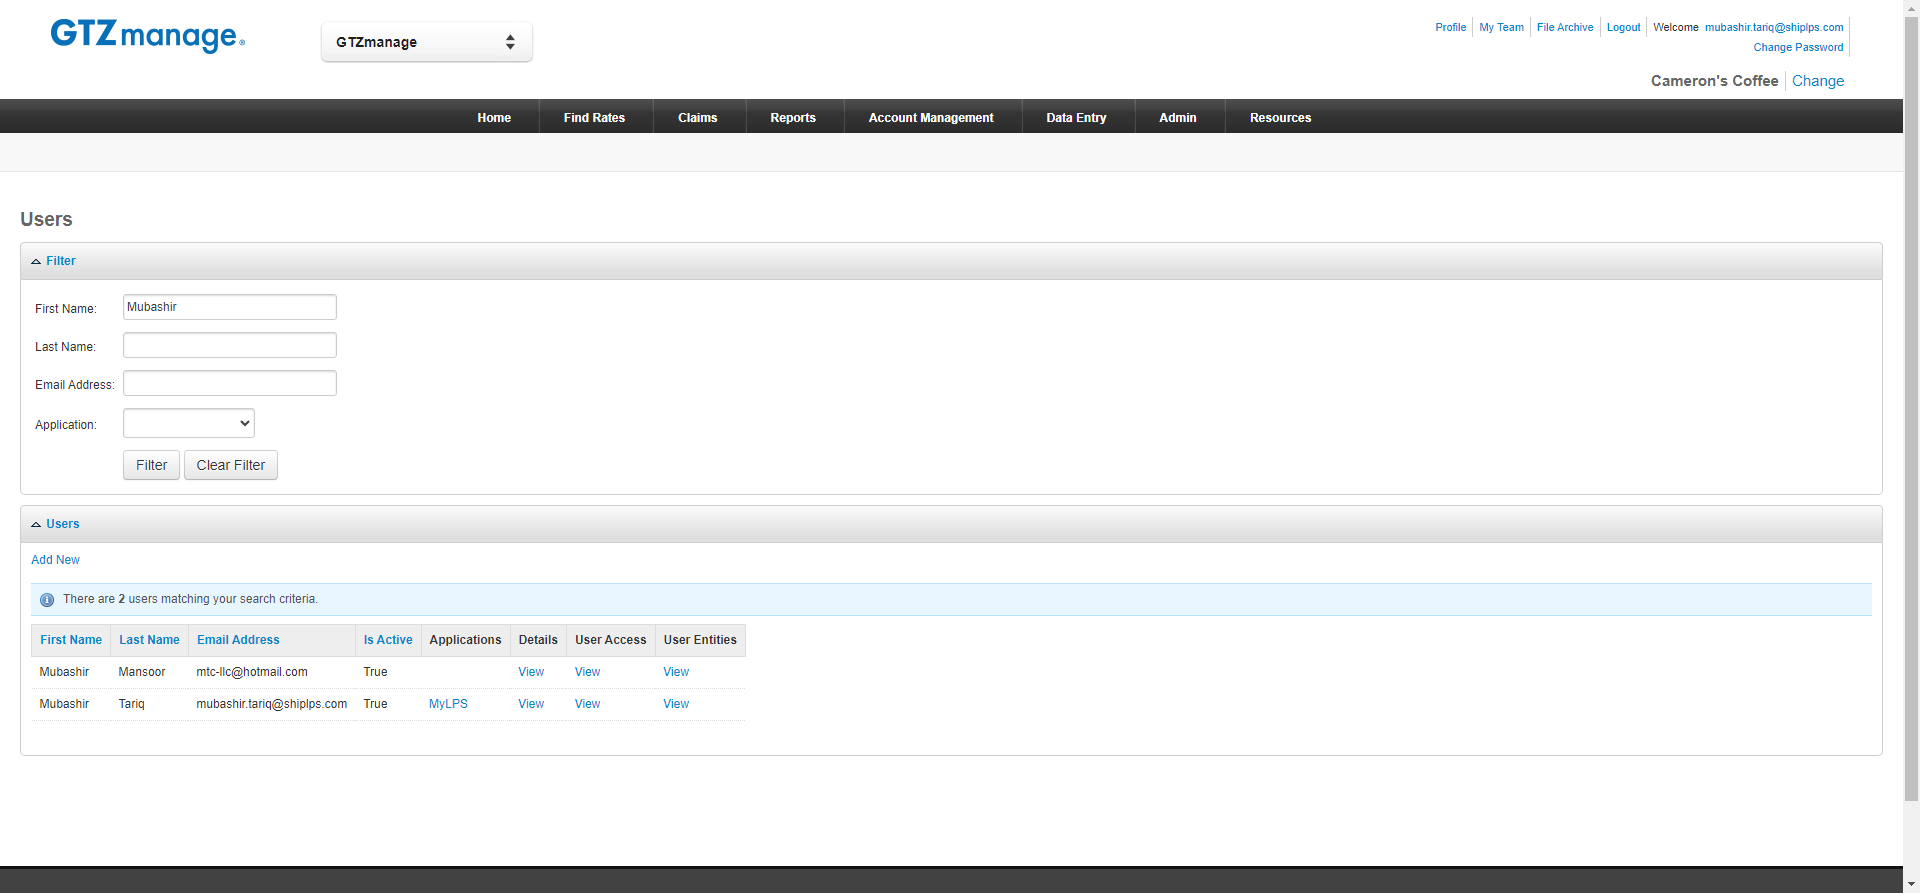 GTZmanage®
GTZmanage
Profile My Team File Archive Logout Welcome mubashir.tariq@shiplps.com
Change Password
Cameron's Coffee Change
Home Find Rates Claims Reports Account Management Data Entry Admin Resources
Users
Filter
First Name: Mubashir
Last Name:
Email Address:
Application:
Filter Clear Filter
Users
Add New
There are 2 users matching your search criteria.
First Name Last Name Email Address Is Active Applications Details User Access User Entities
Mubashir Mansoor mtc-llc@hotmail.com True View View View
Mubashir Tariq mubashir.tariq@shiplps.com True MyLPS View View View